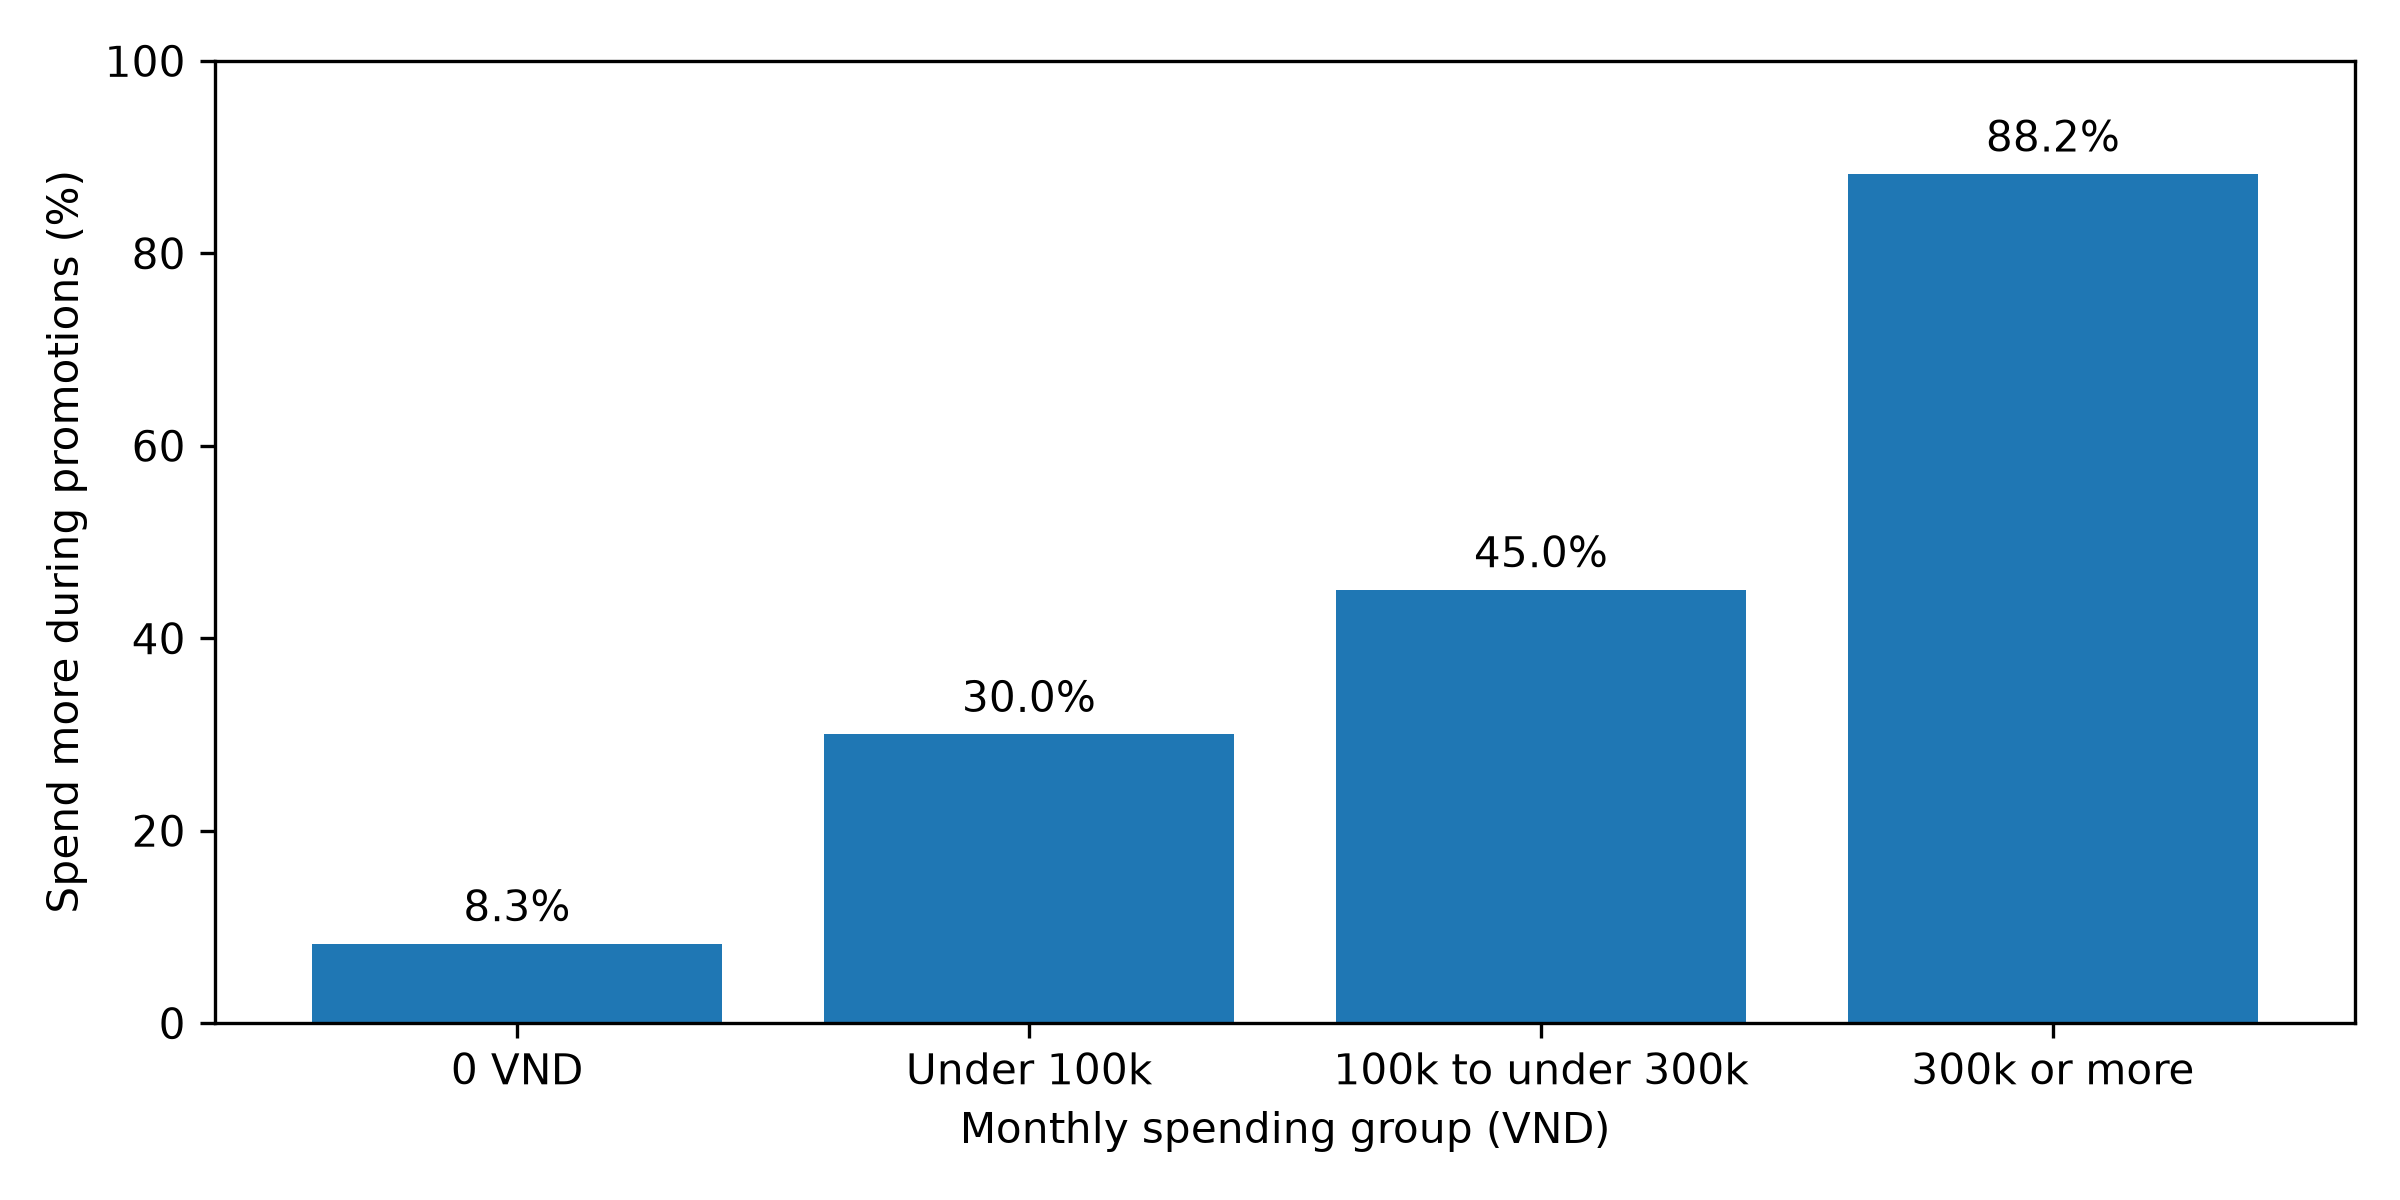 Spend more during promotions (%)
100
80
60
40
20
0
8.3%
30.0%
45.0%
88.2%
0 VND
Under 100k
100k to under 300k
300k or more
Monthly spending group (VND)